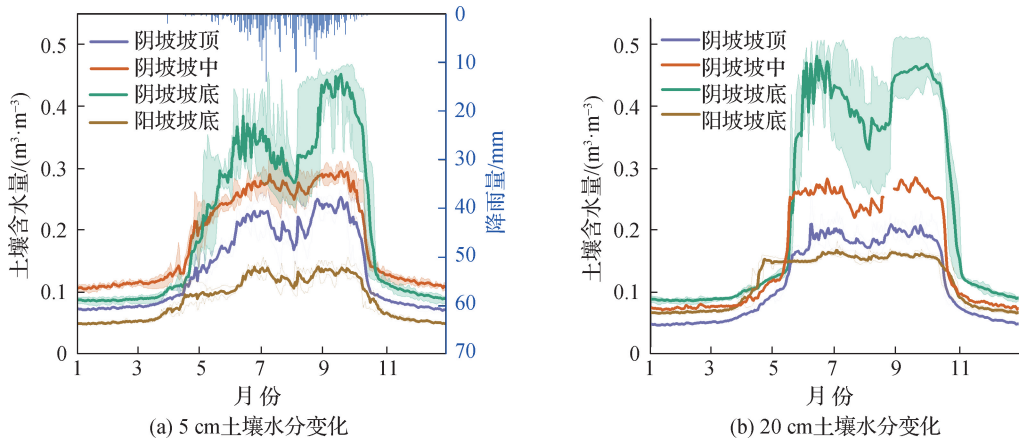 0.5
0.4
0.3
0.2
0.1
0
土壤含水量/(m³·m⁻³)
阴坡坡顶
阴坡坡中
阴坡坡底
阳坡坡底
0
10
20
30
40
50
60
70
降雨量/mm
1 3 5 7 9 11
月 份
(a) 5 cm土壤水分变化
0.5
0.4
0.3
0.2
0.1
0
土壤含水量/(m³·m⁻³)
阴坡坡顶
阴坡坡中
阴坡坡底
阳坡坡底
1 3 5 7 9 11
月 份
(b) 20 cm土壤水分变化